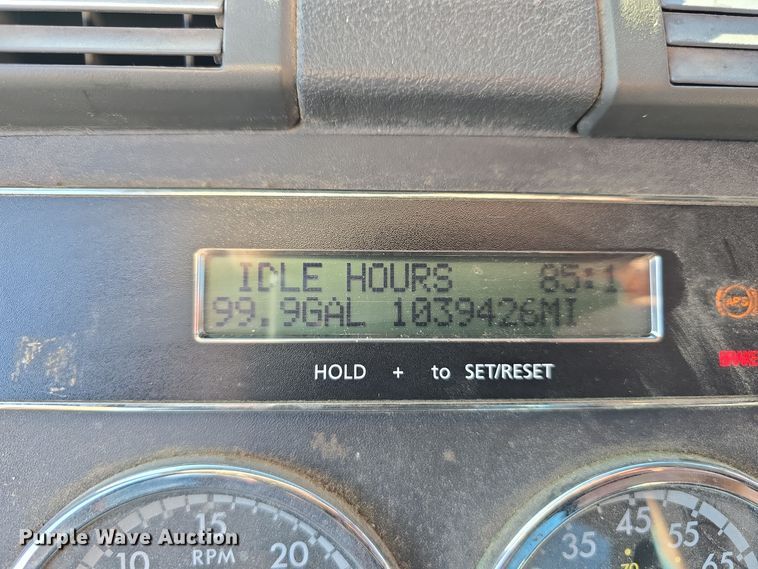 IDLE HOURS 85:1
99,9GAL 1039426MI
HOLD + to SET/RESET
10 15 20
RPM
35 45 55 65
70
Purple Wave Auction